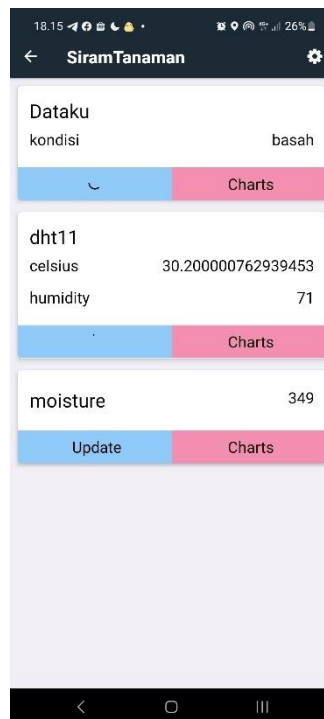 18.15 26%
SiramTanaman
Dataku
kondisi basah
Charts
dht11
celsius 30.200000762939453
humidity 71
Charts
moisture 349
Update Charts